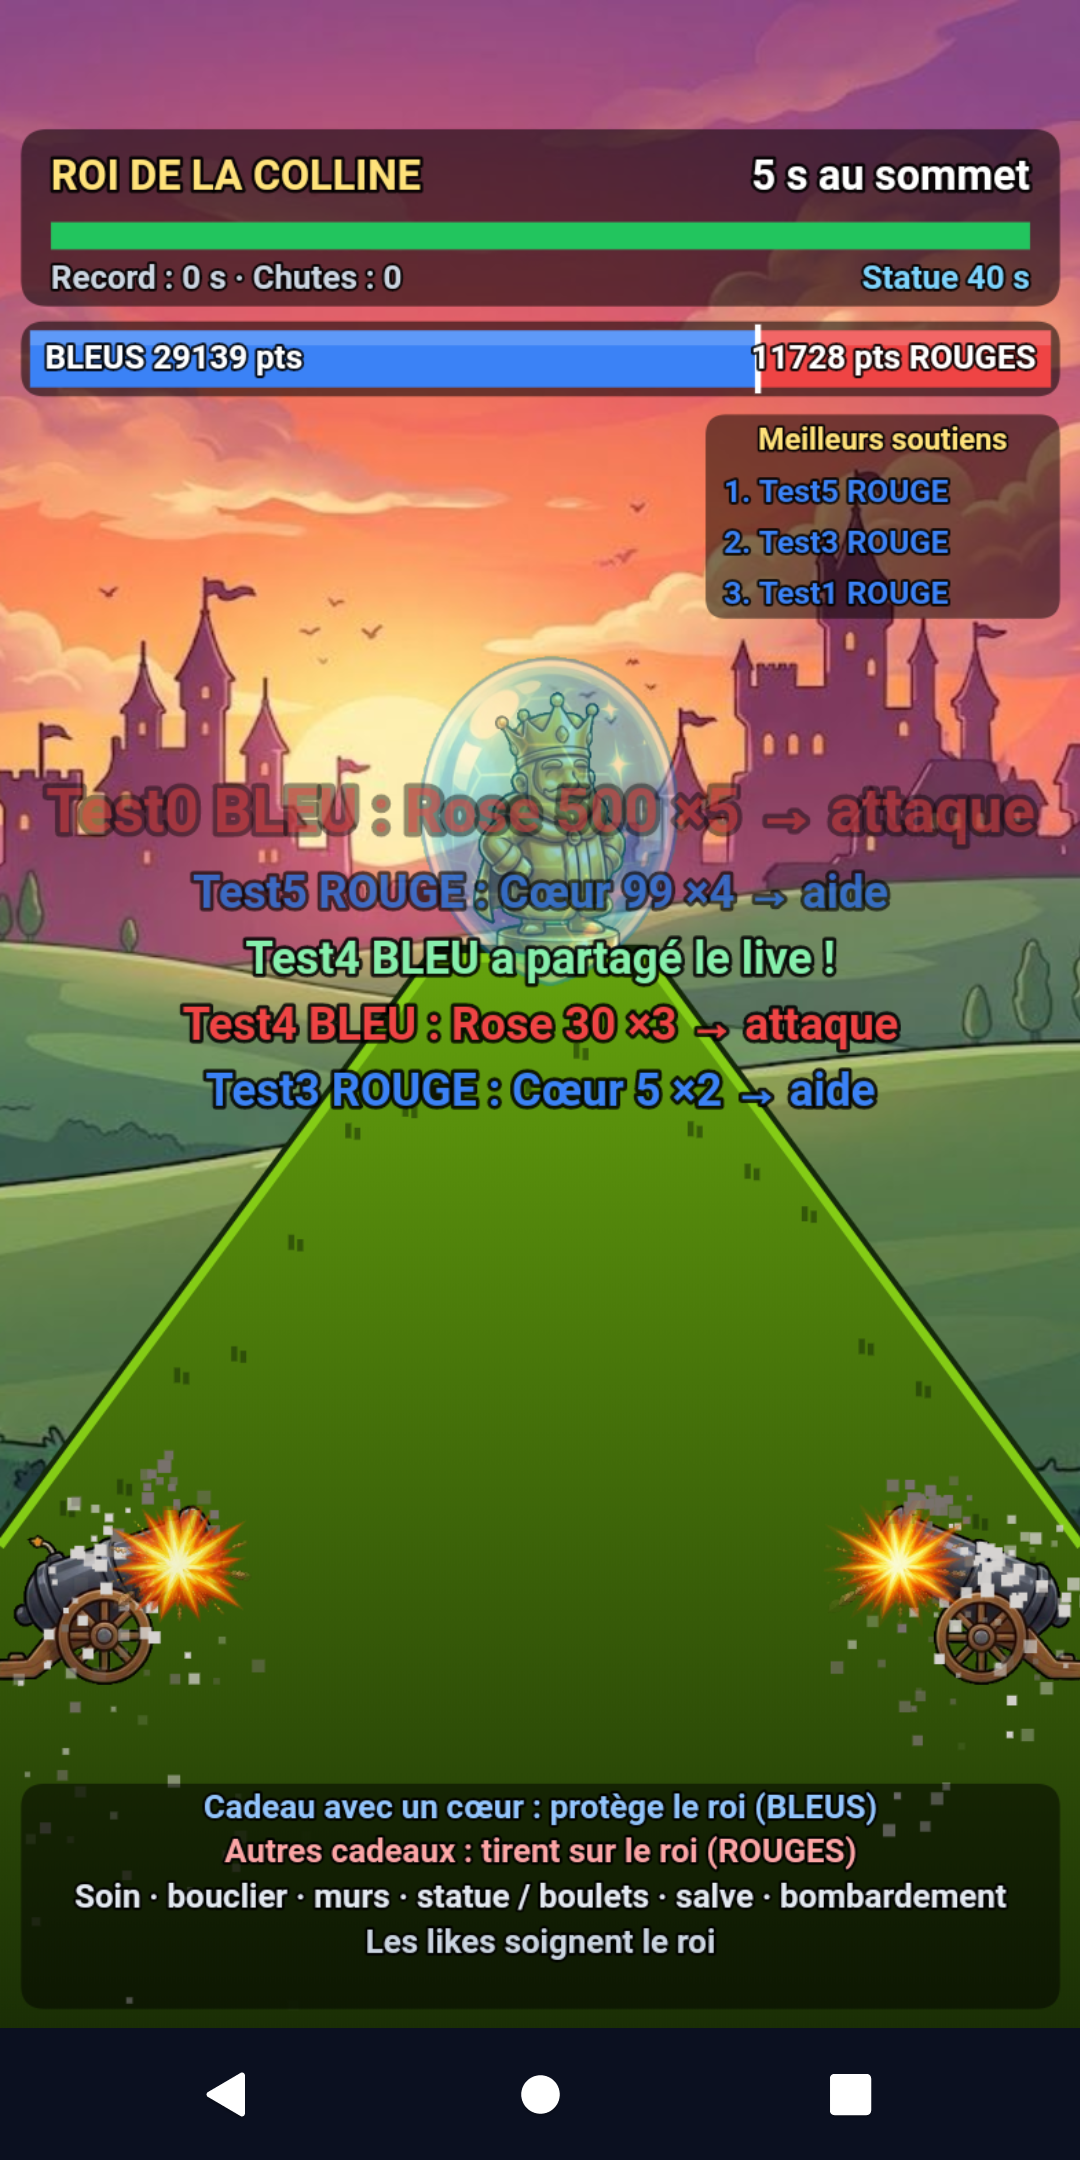 ROI DE LA COLLINE
5 s au sommet
Record : 0 s · Chutes : 0
Statue 40 s
BLEUS 29139 pts
11728 pts ROUGES
Meilleurs soutiens
1. Test5 ROUGE
2. Test3 ROUGE
3. Test1 ROUGE
Test0 BLEU : Rose 500 ×5 → attaque
Test5 ROUGE : Cœur 99 ×4 → aide
Test4 BLEU a partagé le live !
Test4 BLEU : Rose 30 ×3 → attaque
Test3 ROUGE : Cœur 5 ×2 → aide
Cadeau avec un cœur : protège le roi (BLEUS)
Autres cadeaux : tirent sur le roi (ROUGES)
Soin · bouclier · murs · statue / boulets · salve · bombardement
Les likes soignent le roi